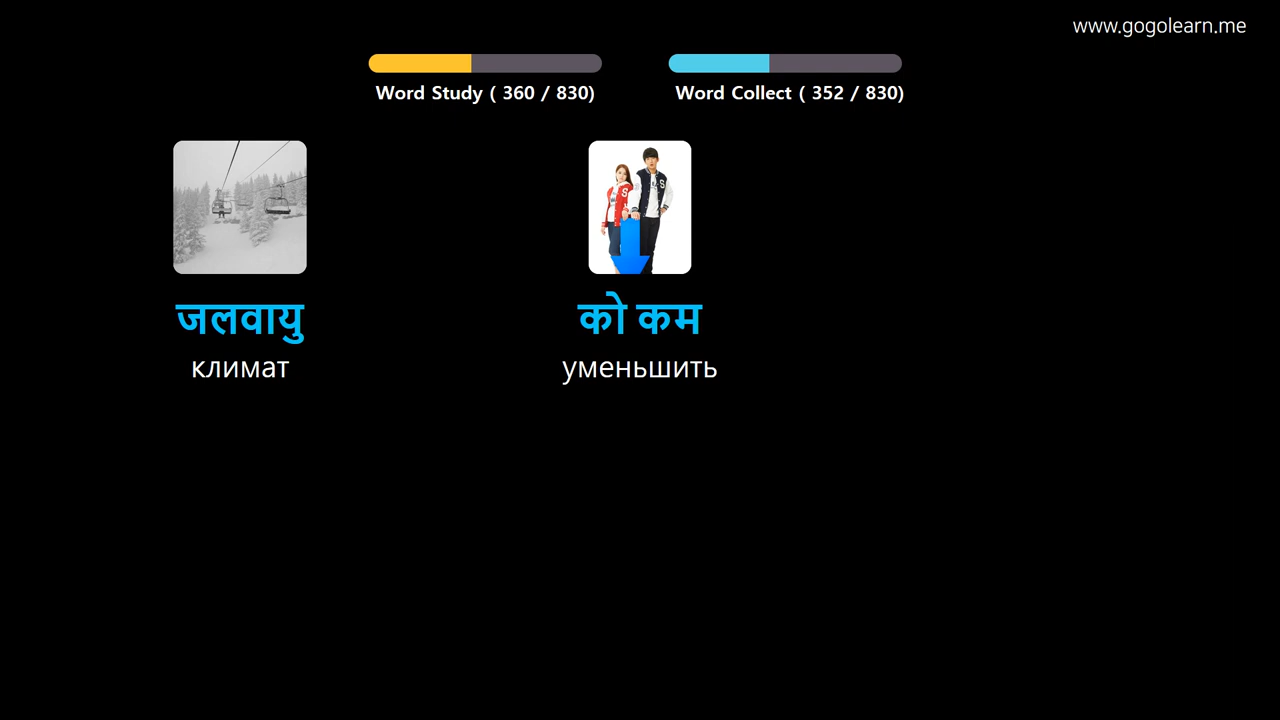 www.gogolearn.me
Word Study ( 360 / 830)
Word Collect ( 352 / 830)
S
S
जलवायु
को कम
климат
уменьшить